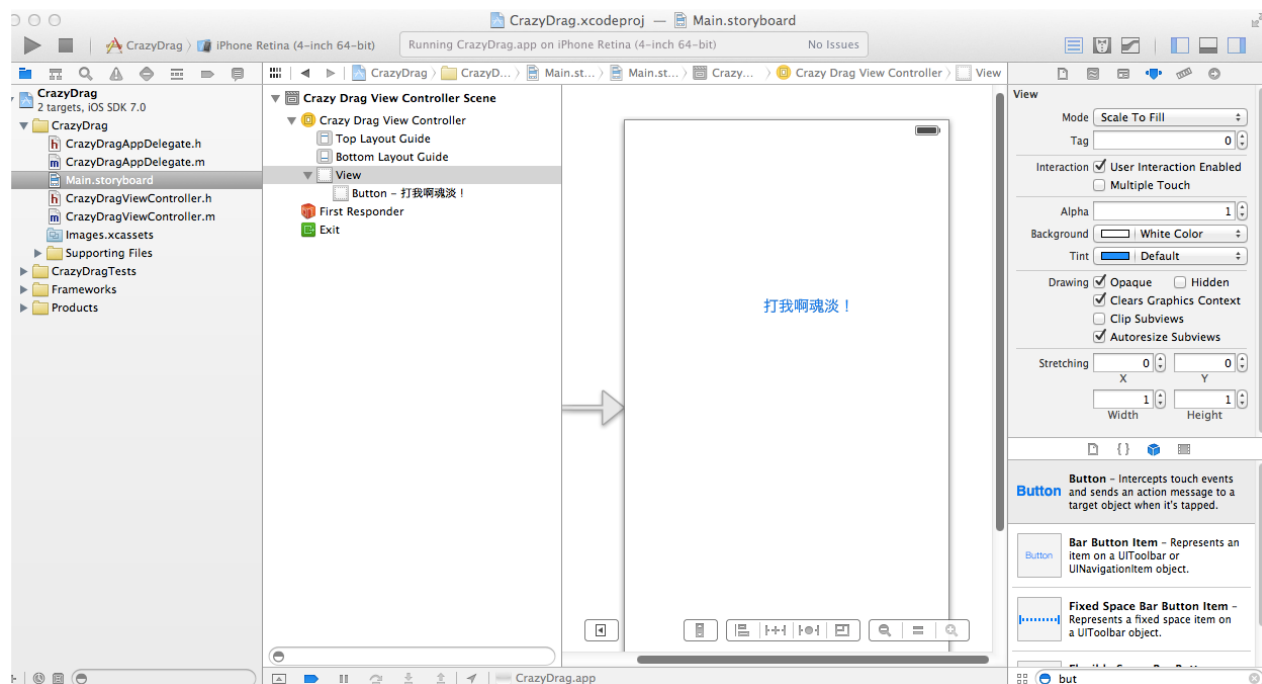 CrazyDrag.xcodeproj — Main.storyboard
CrazyDrag
iPhone Retina (4-inch 64-bit)
Running CrazyDrag.app on iPhone Retina (4-inch 64-bit)
No Issues
CrazyDrag
CrazyD...
Main.st...
Main.st...
Crazy...
Crazy Drag View Controller
View
CrazyDrag
2 targets, iOS SDK 7.0
CrazyDrag
CrazyDragAppDelegate.h
CrazyDragAppDelegate.m
Main.storyboard
CrazyDragViewController.h
CrazyDragViewController.m
Images.xcassets
Supporting Files
CrazyDragTests
Frameworks
Products
Crazy Drag View Controller Scene
Crazy Drag View Controller
Top Layout Guide
Bottom Layout Guide
View
Button – 打我啊魂淡！
First Responder
Exit
打我啊魂淡！
CrazyDrag.app
View
Mode Scale To Fill
Tag 0
Interaction User Interaction Enabled
Multiple Touch
Alpha 1
Background White Color
Tint Default
Drawing Opaque Hidden
Clears Graphics Context
Clip Subviews
Autoresize Subviews
Stretching 0 0
X Y
1 1
Width Height
Button
Button – Intercepts touch events
and sends an action message to a
target object when it's tapped.
Button
Bar Button Item – Represents an
item on a UIToolbar or
UINavigationItem object.
Fixed Space Bar Button Item –
Represents a fixed space item on
a UIToolbar object.
but